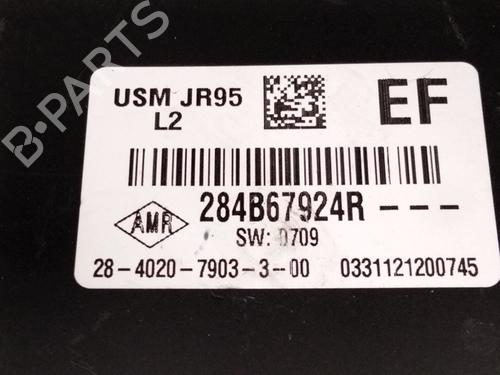 B-PARTS
USM JR95
L2
EF
284B67924R---
AMR
SW: 0709
28-4020-7903-3-00 0331121200745